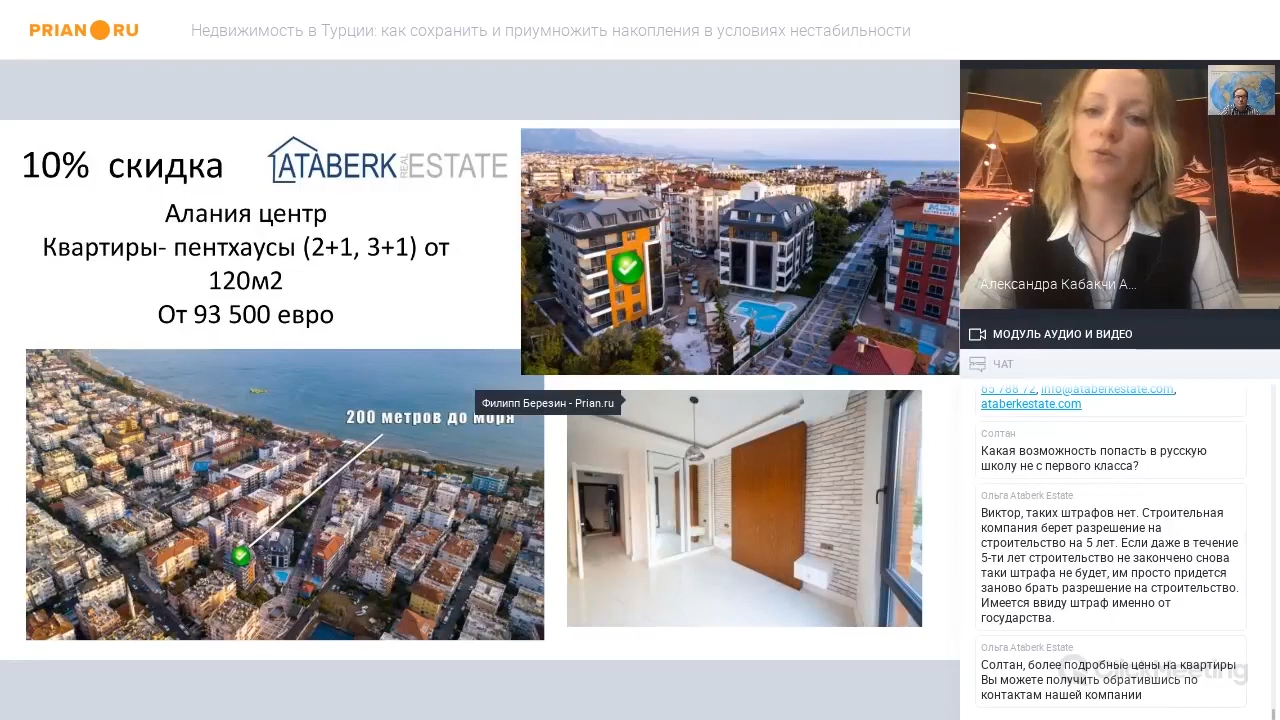 PRIAN RU
Недвижимость в Турции: как сохранить и приумножить накопления в условиях нестабильности
10% скидка
ATABERK REAL ESTATE
Алания центр
Квартиры- пентхаусы (2+1, 3+1) от
120м2
От 93 500 евро
200 метров до моря
Филипп Березин - Prian.ru
Александра Кабакчи A...
МОДУЛЬ АУДИО И ВИДЕО
ЧАТ
65 788 72, info@ataberkestate.com,
ataberkestate.com
Солтан
Какая возможность попасть в русскую
школу не с первого класса?
Ольга Ataberk Estate
Виктор, таких штрафов нет. Строительная
компания берет разрешение на
строительство на 5 лет. Если даже в течение
5-ти лет строительство не закончено снова
таки штрафа не будет, им просто придется
заново брать разрешение на строительство.
Имеется ввиду штраф именно от
государства.
Ольга Ataberk Estate
Солтан, более подробные цены на квартиры
Вы можете получить обратившись по
контактам нашей компании
ClickMeeting